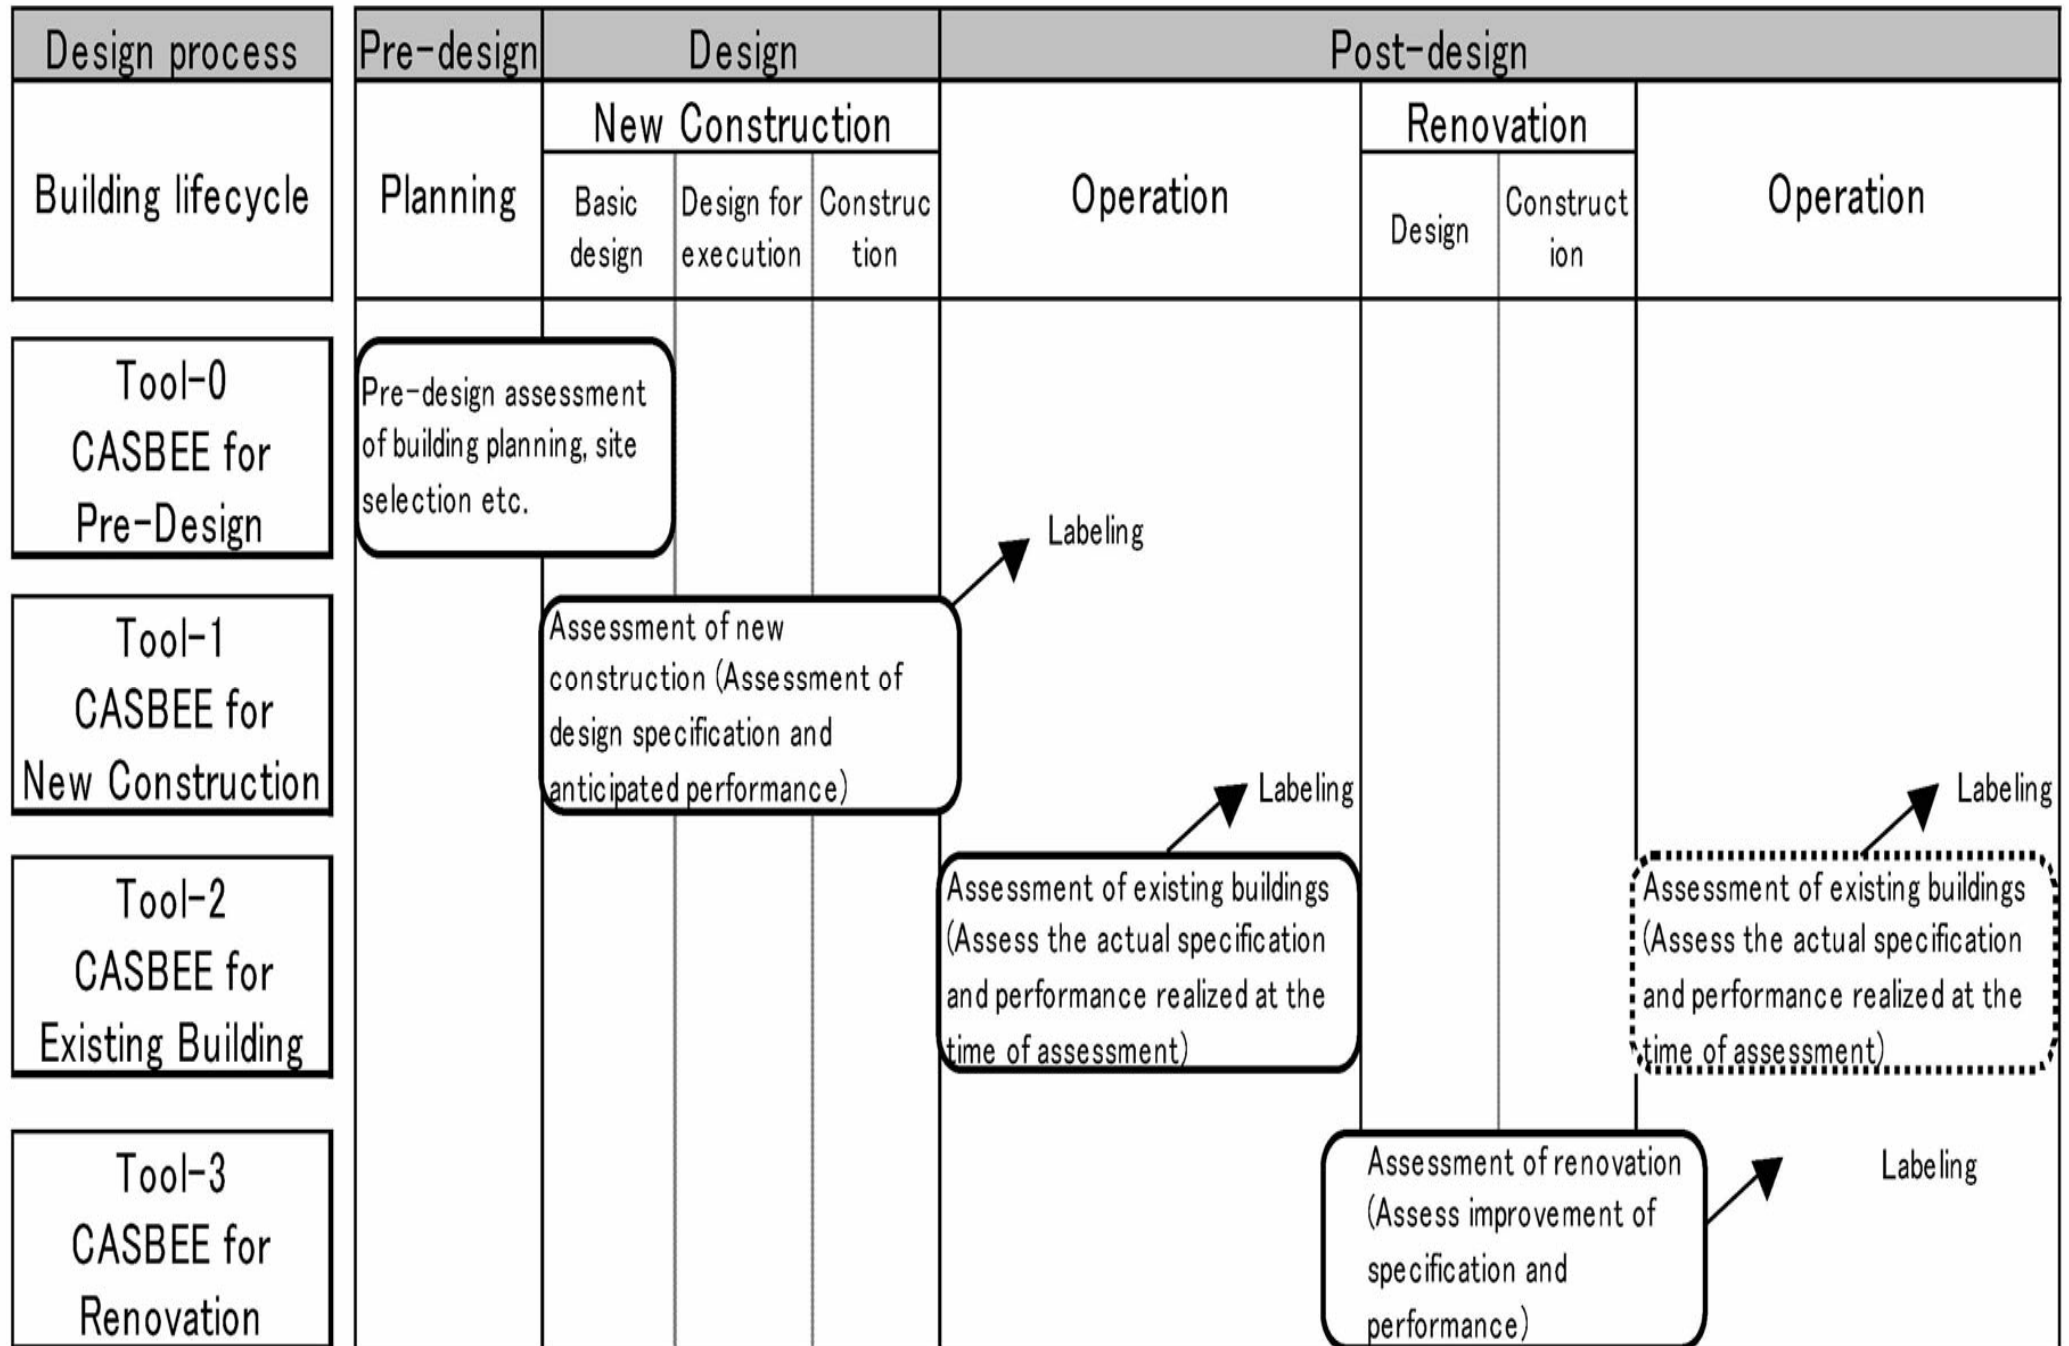 Design process
Pre-design
Design
Post-design
Building lifecycle
Planning
New Construction
Basic
design
Design for
execution
Construc
tion
Operation
Renovation
Design
Construct
ion
Operation
Tool-0
CASBEE for
Pre-Design
Pre-design assessment
of building planning, site
selection etc.
Tool-1
CASBEE for
New Construction
Assessment of new
construction (Assessment of
design specification and
anticipated performance)
Labeling
Tool-2
CASBEE for
Existing Building
Assessment of existing buildings
(Assess the actual specification
and performance realized at the
time of assessment)
Labeling
Assessment of existing buildings
(Assess the actual specification
and performance realized at the
time of assessment)
Labeling
Tool-3
CASBEE for
Renovation
Assessment of renovation
(Assess improvement of
specification and
performance)
Labeling